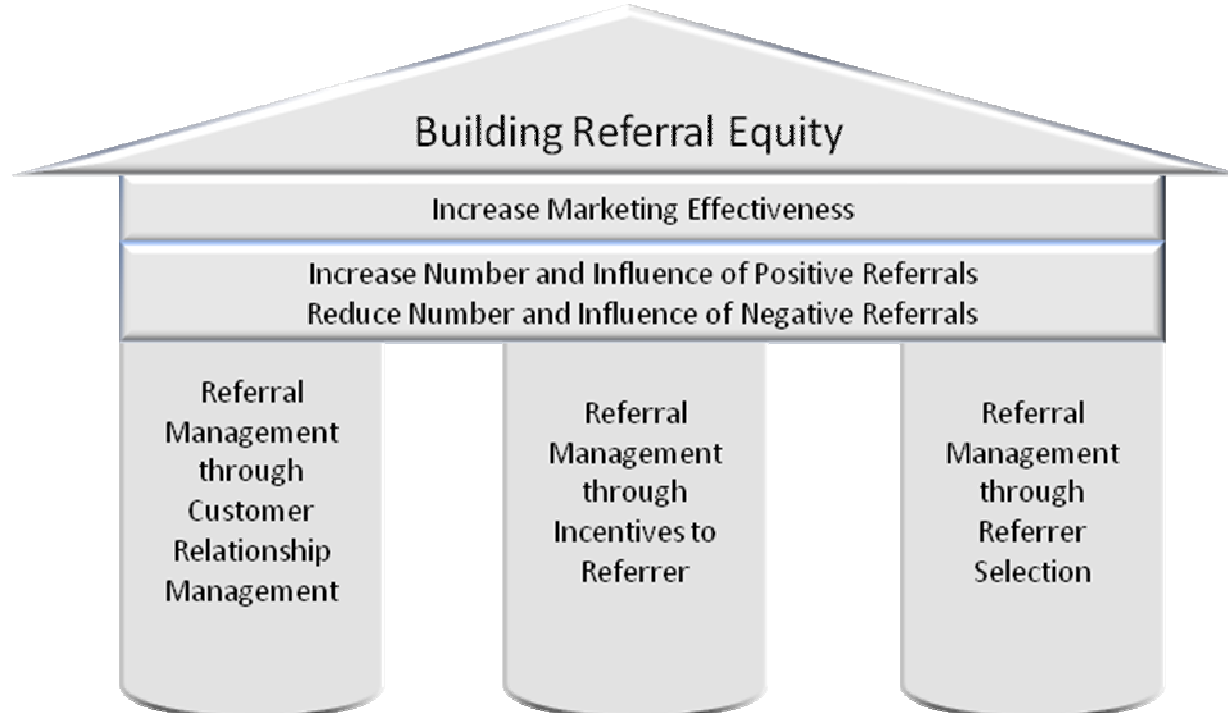 Building Referral Equity
Increase Marketing Effectiveness
Increase Number and Influence of Positive Referrals
Reduce Number and Influence of Negative Referrals
Referral
Management
through
Customer
Relationship
Management
Referral
Management
through
Incentives to
Referrer
Referral
Management
through
Referrer
Selection